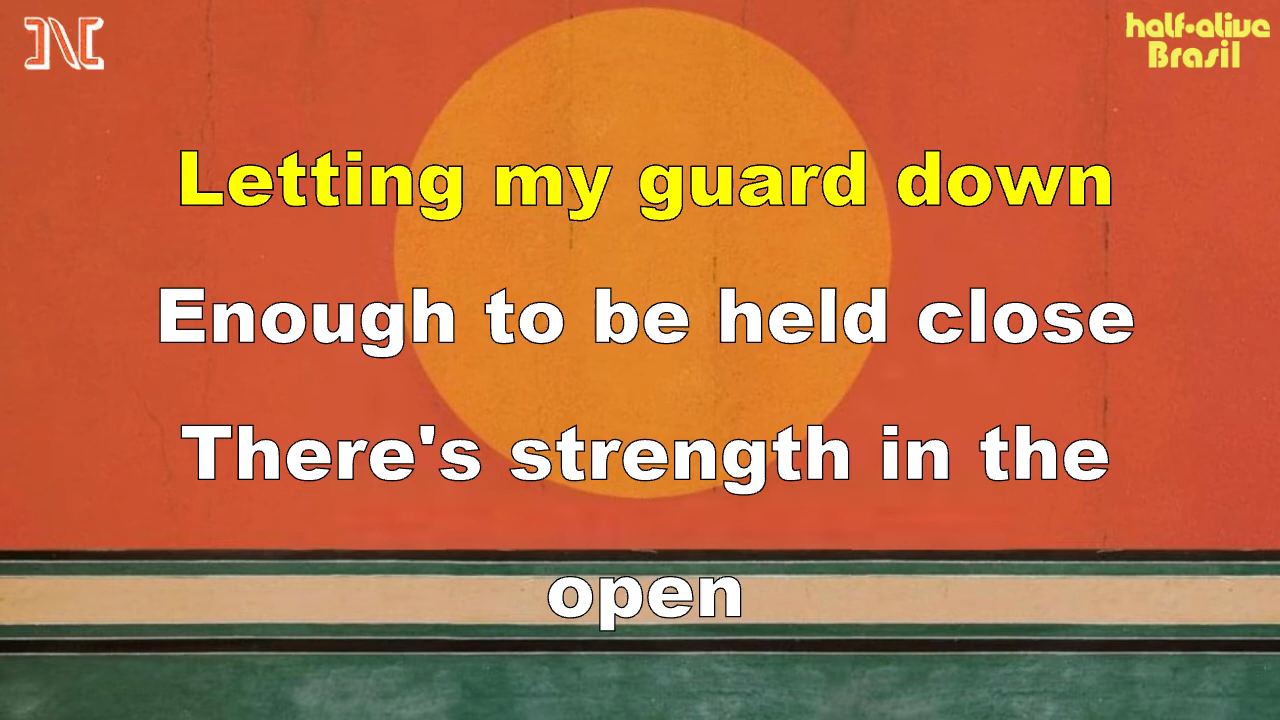 N
half•alive
Brasil
Letting my guard down
Enough to be held close
There's strength in the
open